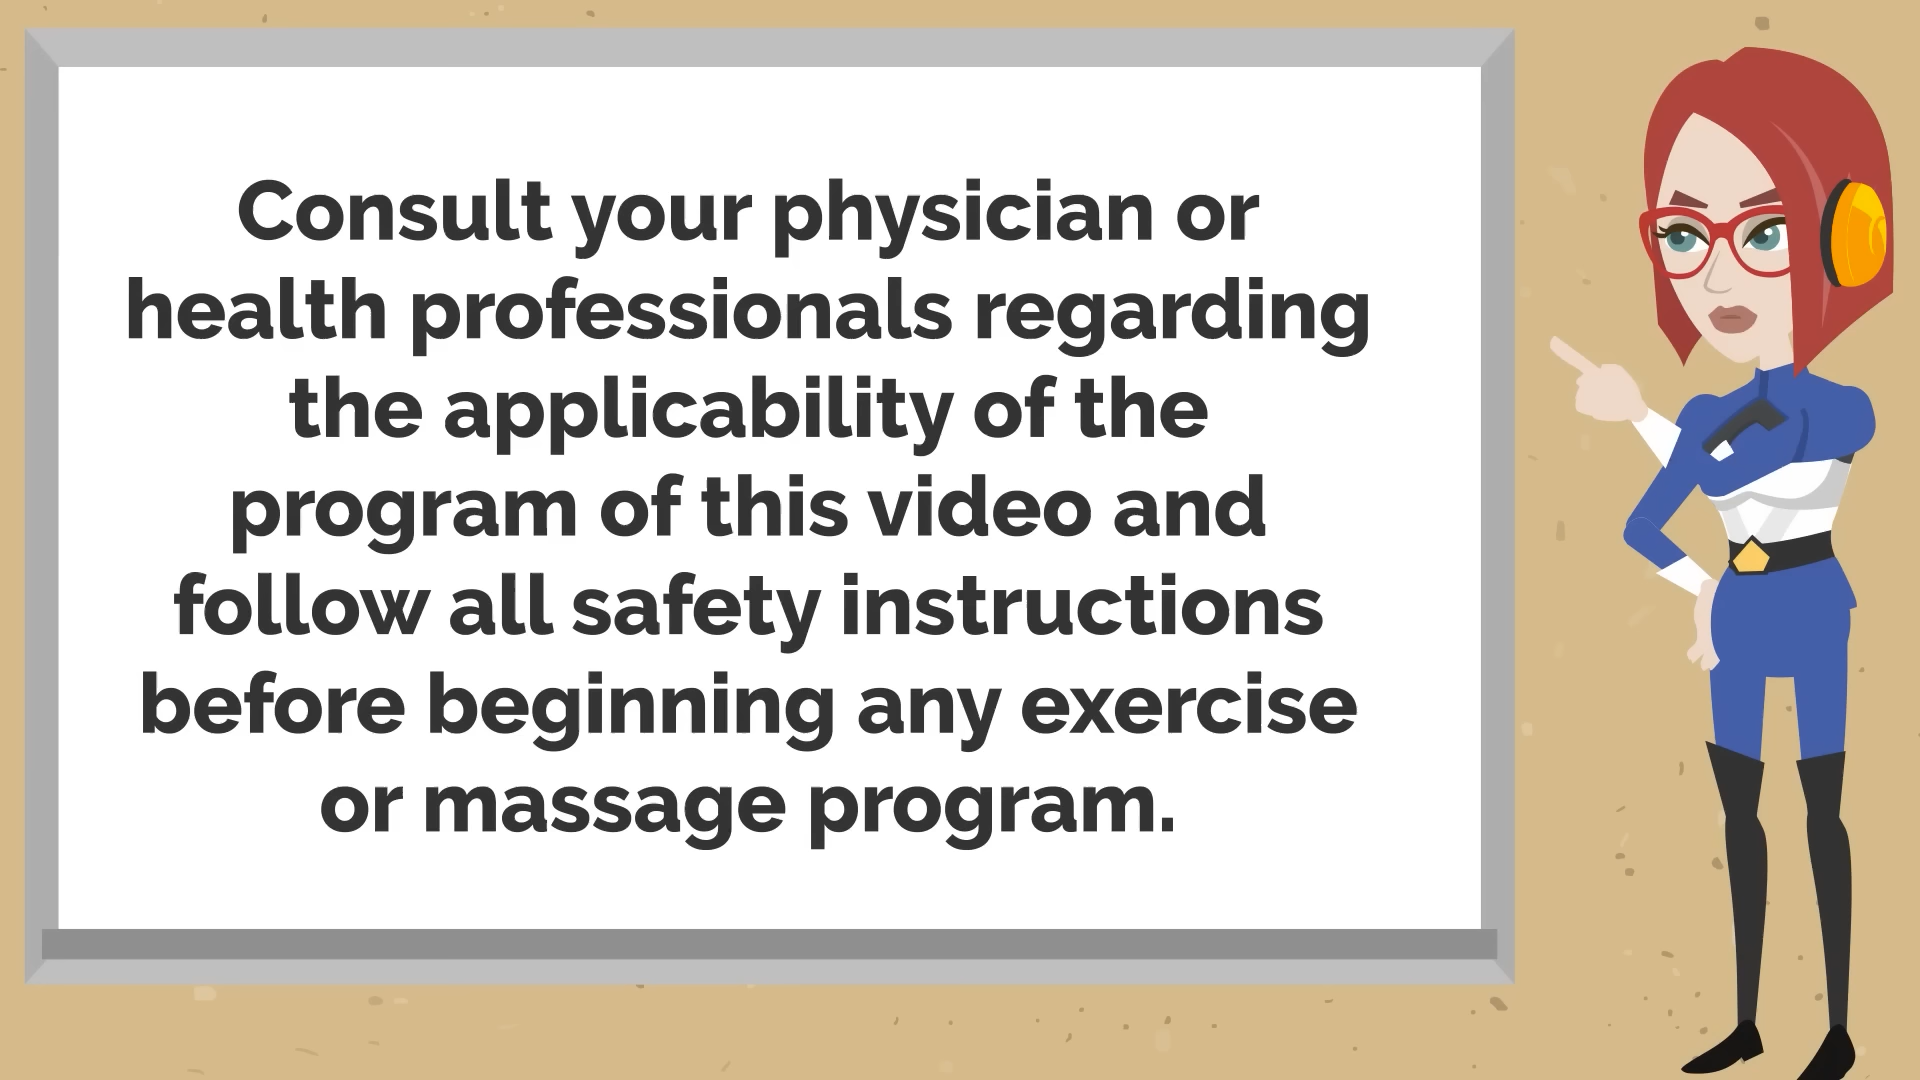 Consult your physician or
health professionals regarding
the applicability of the
program of this video and
follow all safety instructions
before beginning any exercise
or massage program.